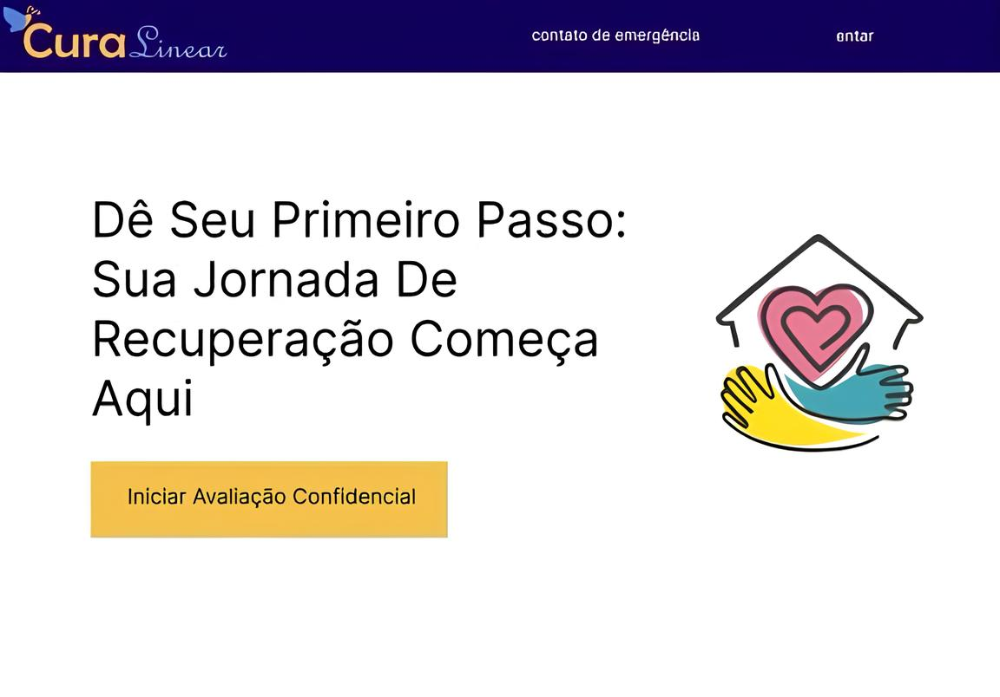 Cura Linear
contato de emergência
entar
Dê Seu Primeiro Passo:
Sua Jornada De
Recuperação Começa
Aqui
Iniciar Avaliação Confidencial